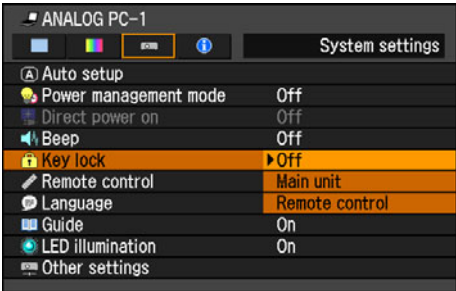 ANALOG PC-1
System settings
A Auto setup
Power management mode Off
Direct power on Off
Beep Off
Key lock Off
Remote control Main unit
Language Remote control
Guide On
LED illumination On
Other settings